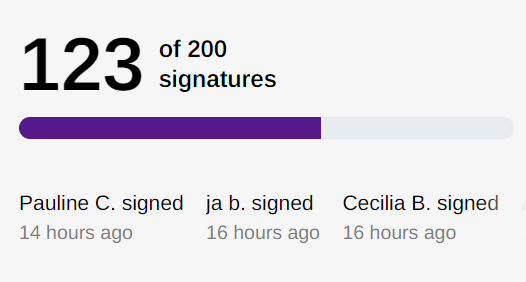 123 of 200
signatures
Pauline C. signed ja b. signed Cecilia B. signed
14 hours ago 16 hours ago 16 hours ago